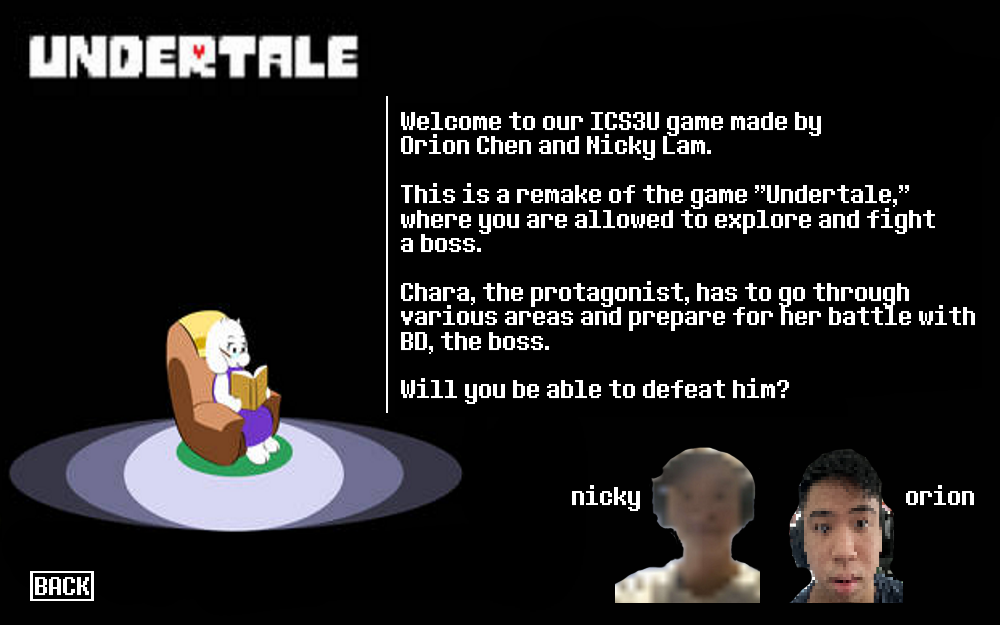 UNDERTALE
Welcome to our ICS3U game made by
Orion Chen and Nicky Lam.
This is a remake of the game ”Undertale,”
where you are allowed to explore and fight
a boss.
Chara, the protagonist, has to go through
various areas and prepare for her battle with
BD, the boss.
Will you be able to defeat him?
nicky
orion
BACK